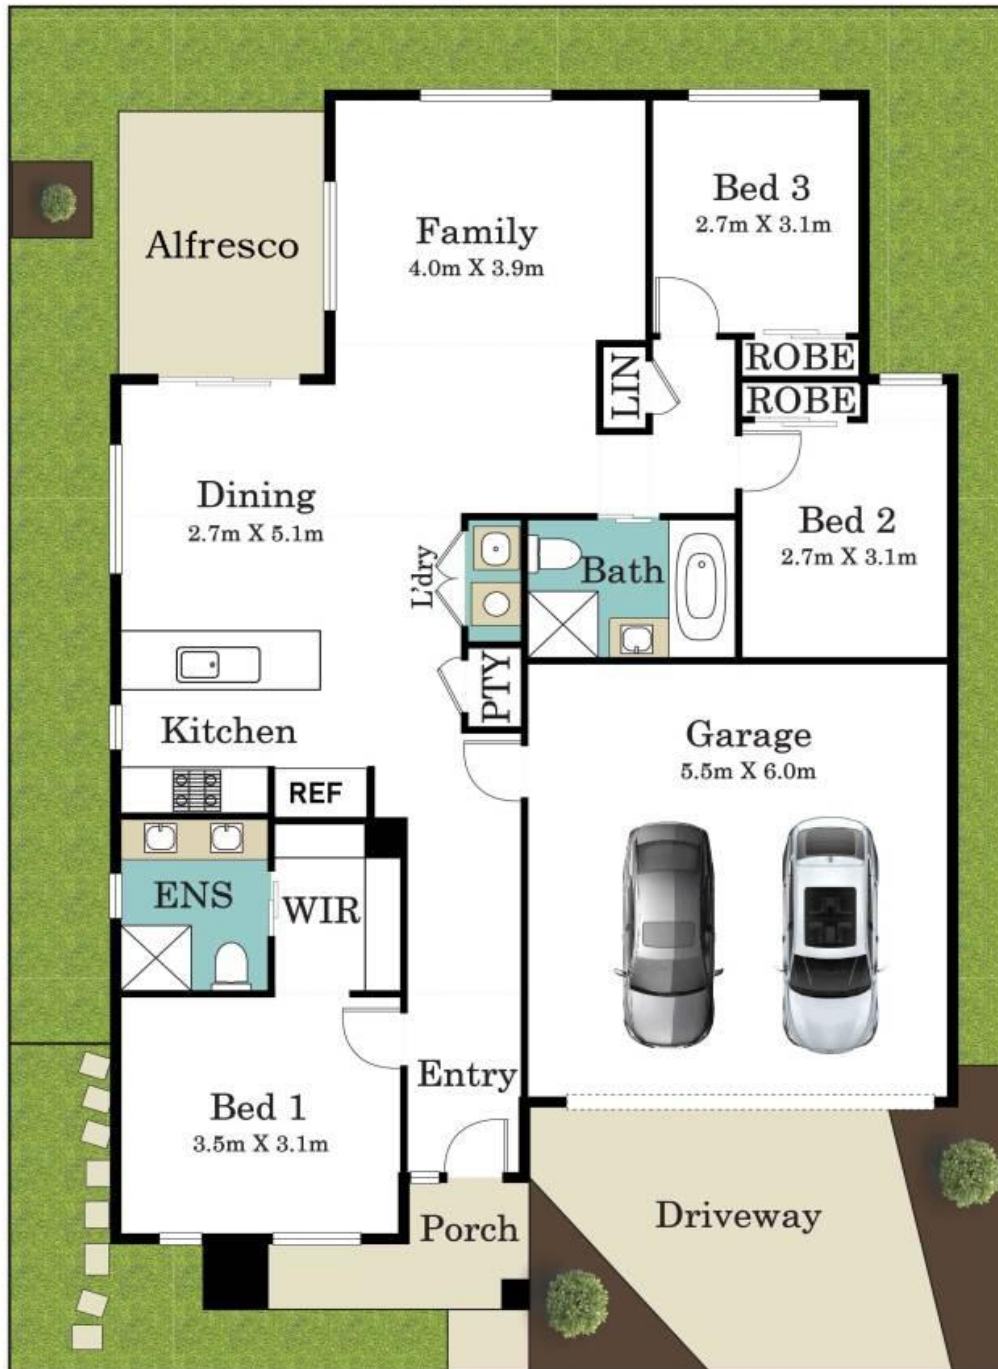 Alfresco
Family
4.0m X 3.9m
Bed 3
2.7m X 3.1m
ROBE
LIN
ROBE
Dining
2.7m X 5.1m
Bed 2
2.7m X 3.1m
L'dry
Bath
PTY
Kitchen
Garage
5.5m X 6.0m
REF
ENS
WIR
Entry
Bed 1
3.5m X 3.1m
Porch
Driveway